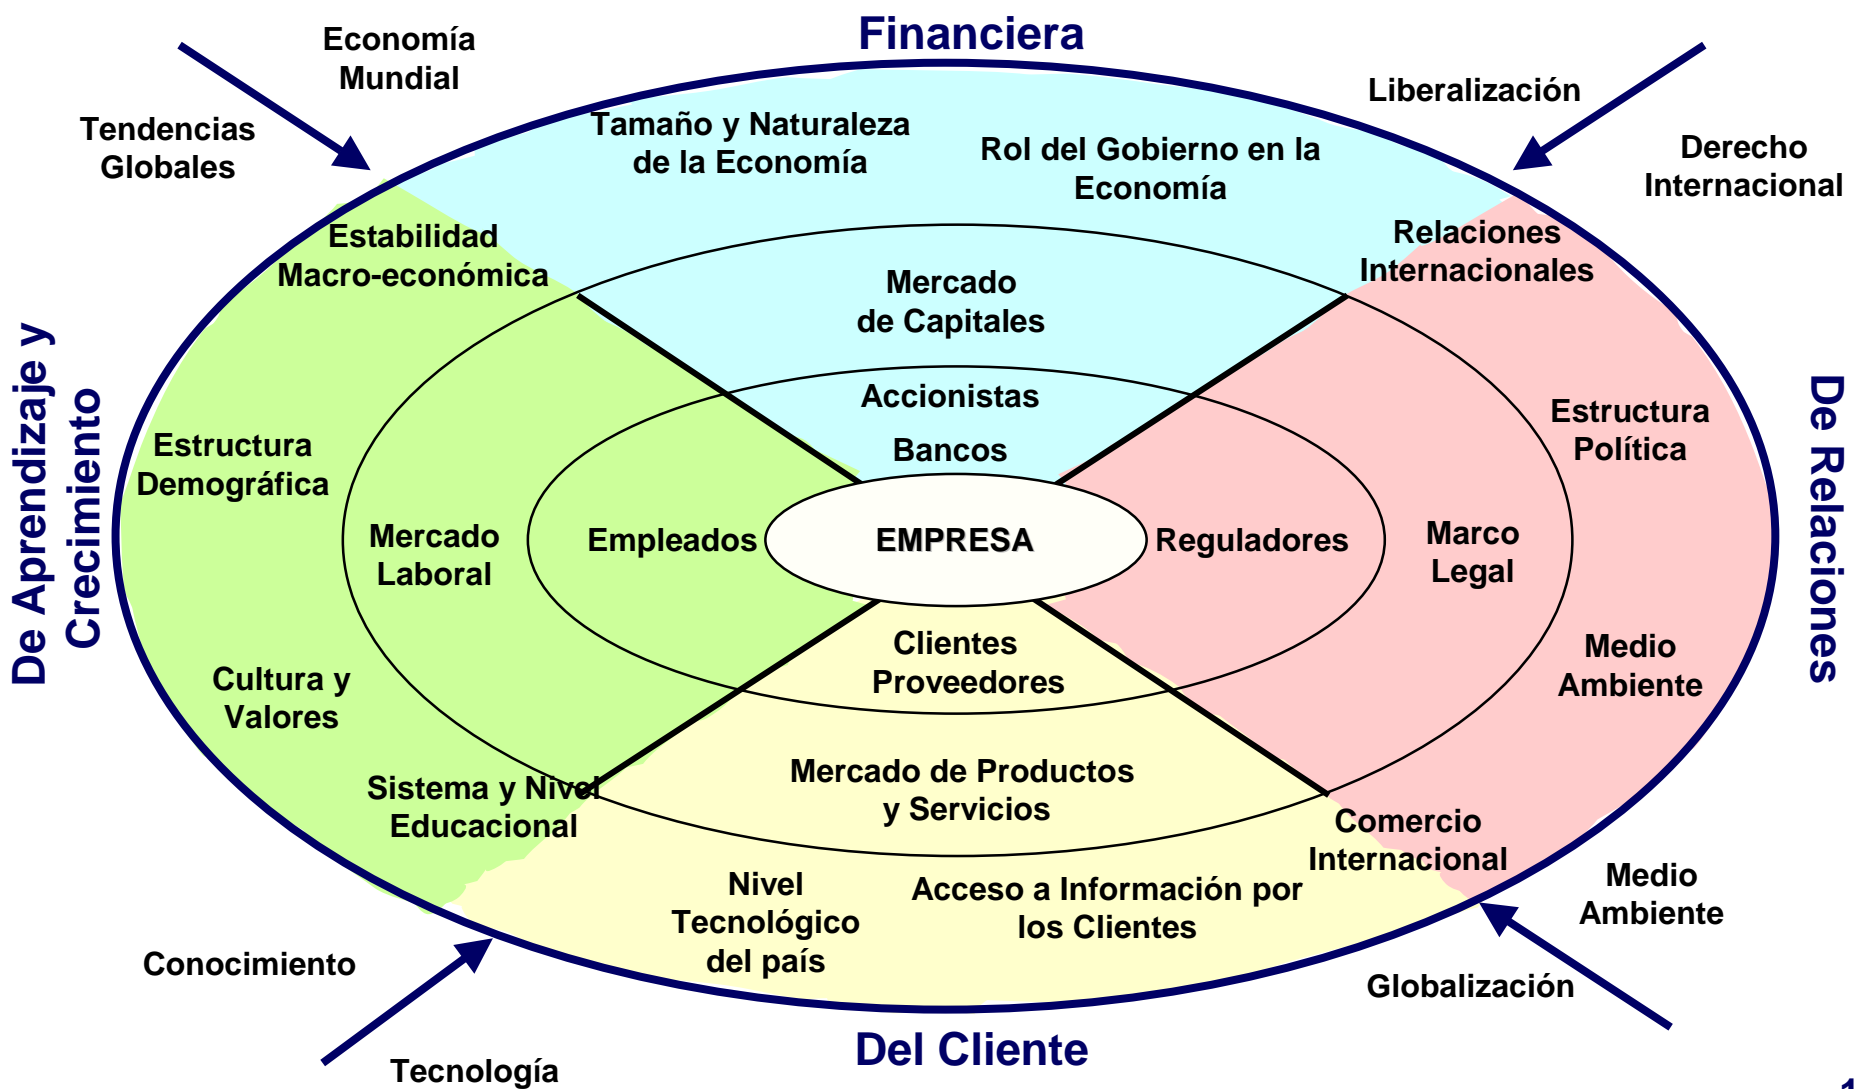 Financiera
Economía
Mundial
Tendencias
Globales
Liberalización
Derecho
Internacional
Tamaño y Naturaleza
de la Economía
Rol del Gobierno en la
Economía
Estabilidad
Macro-económica
Relaciones
Internacionales
Mercado
de Capitales
Accionistas
Bancos
De Aprendizaje y
Crecimiento
Estructura
Demográfica
Mercado
Laboral
Empleados
EMPRESA
Reguladores
Marco
Legal
Estructura
Política
De Relaciones
Clientes
Proveedores
Medio
Ambiente
Cultura y
Valores
Mercado de Productos
y Servicios
Sistema y Nivel
Educacional
Comercio
Internacional
Nivel
Tecnológico
del país
Acceso a Información por
los Clientes
Medio
Ambiente
Conocimiento
Globalización
Del Cliente
Tecnología